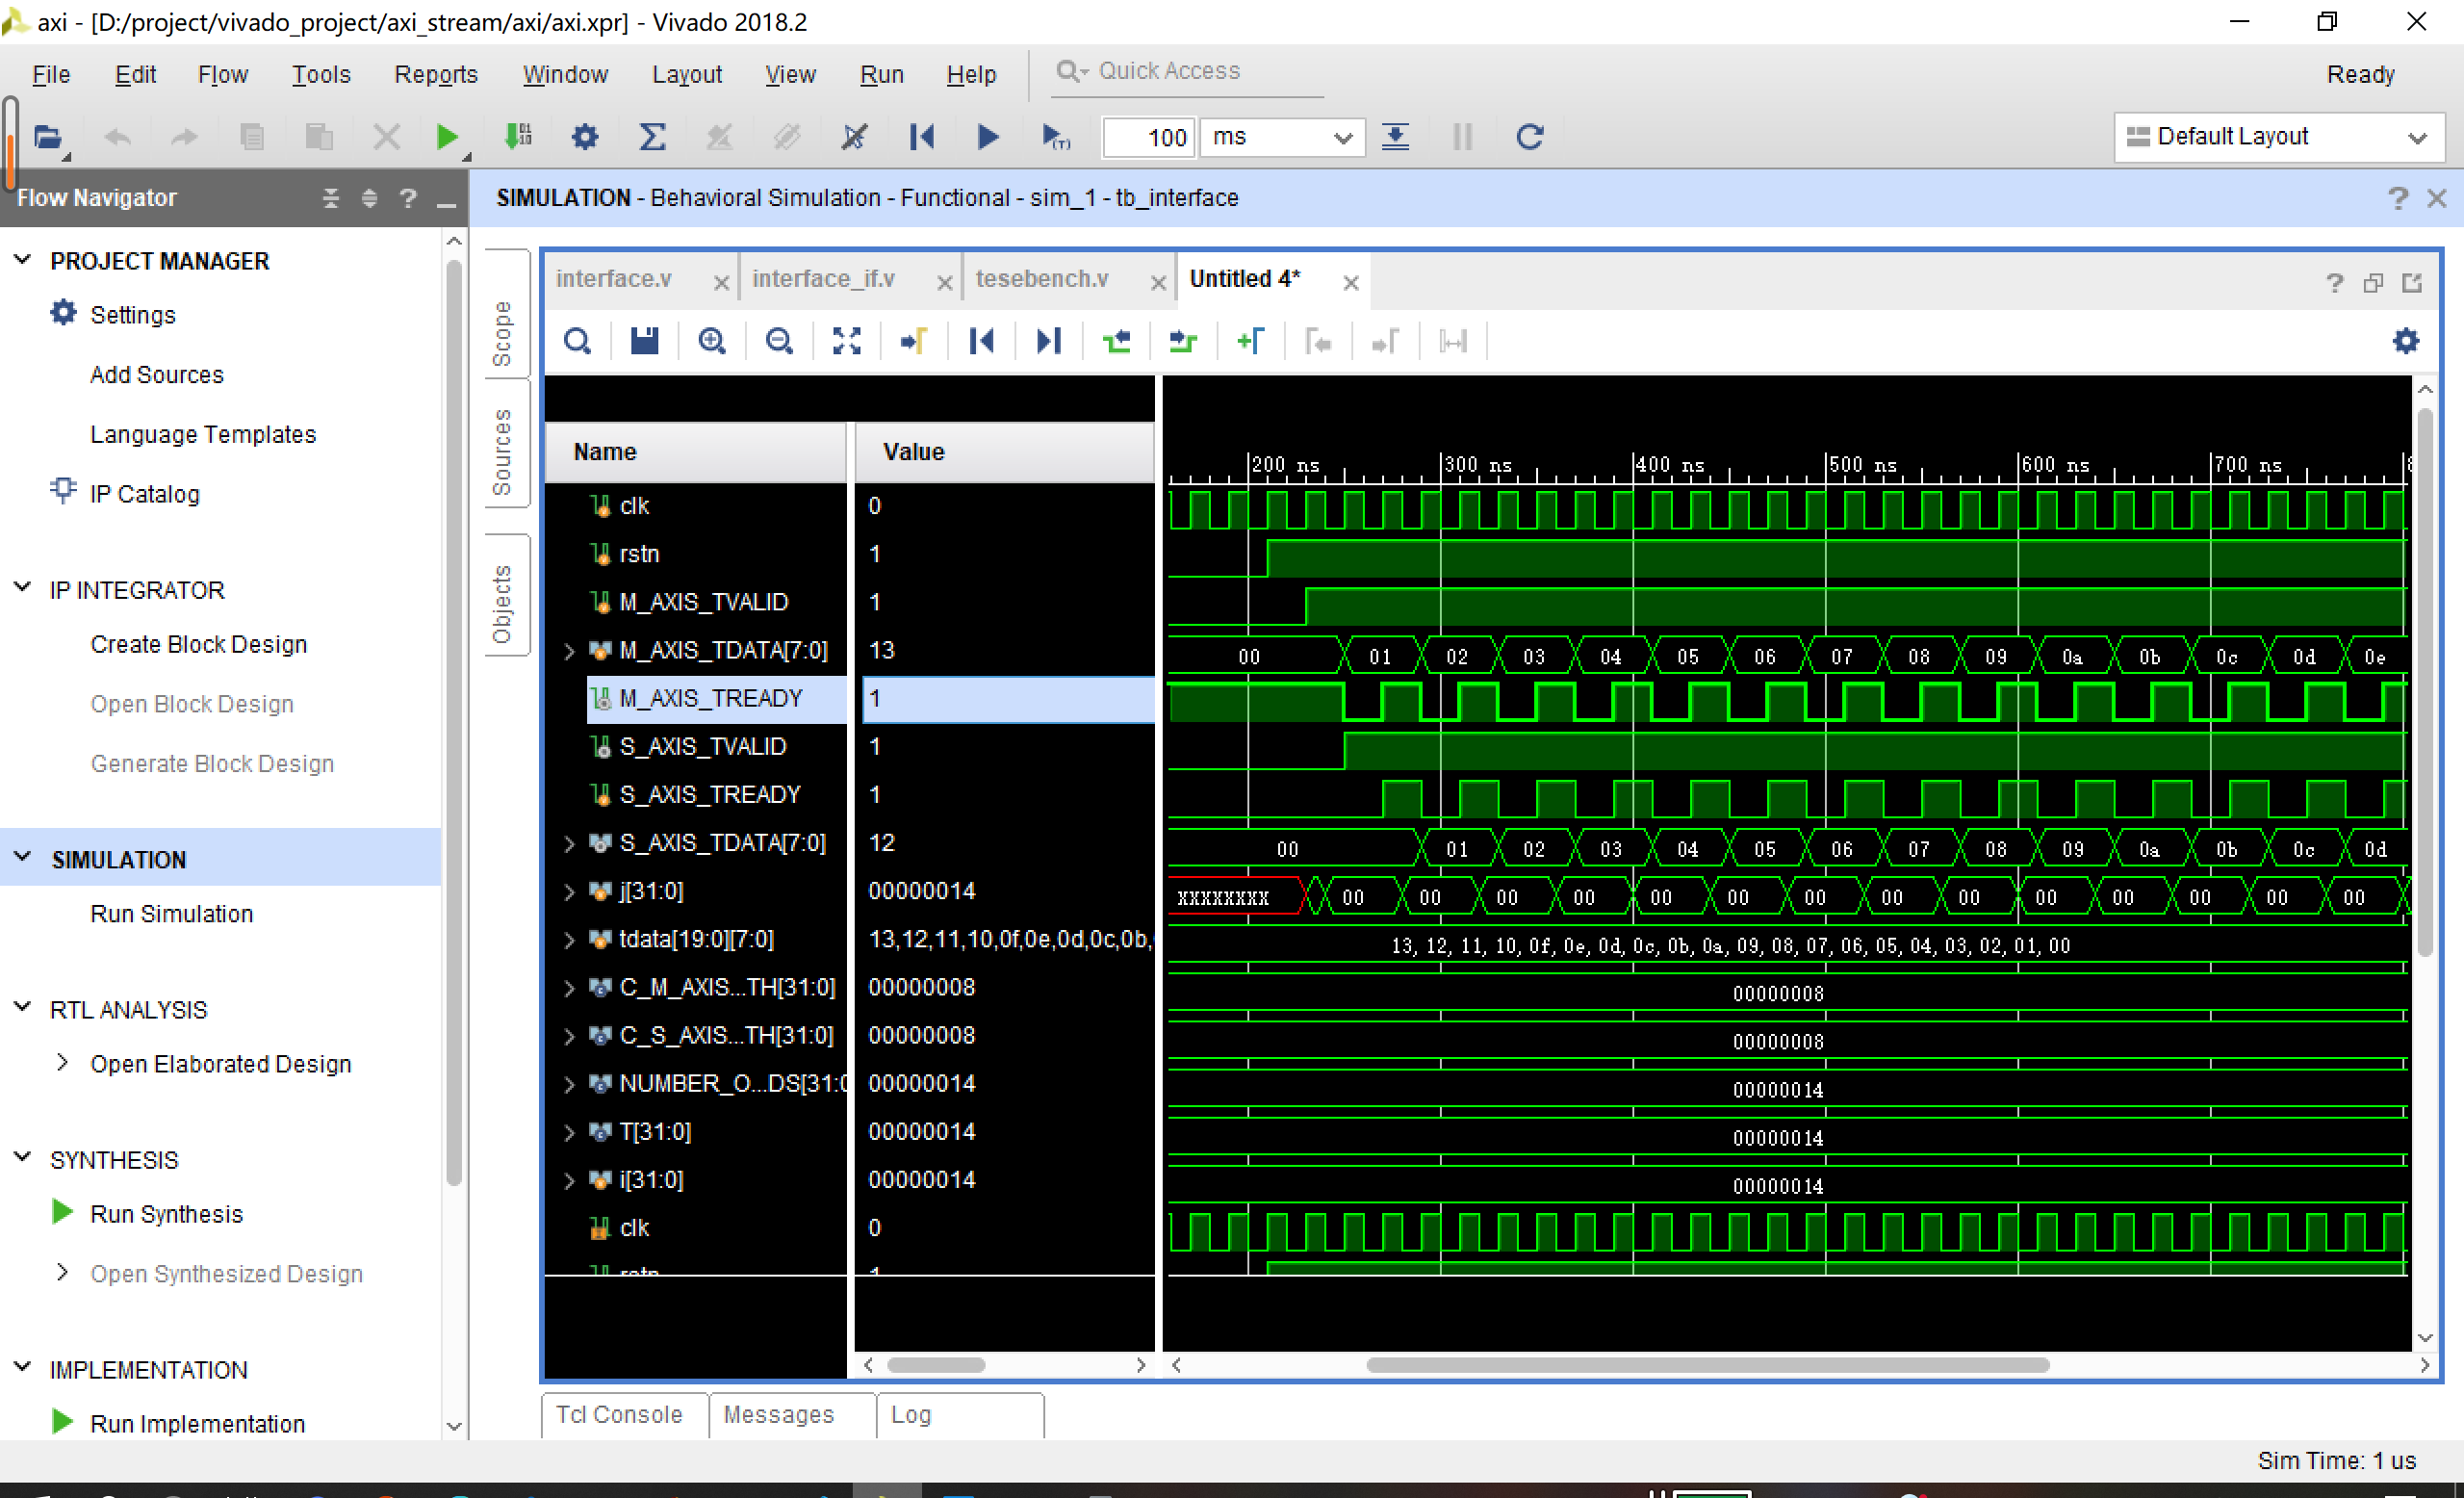 axi - [D:/project/vivado_project/axi_stream/axi/axi.xpr] - Vivado 2018.2
File Edit Flow Tools Reports Window Layout View Run Help Quick Access Ready
100 ms Default Layout
Flow Navigator
PROJECT MANAGER
Settings
Add Sources
Language Templates
IP Catalog
IP INTEGRATOR
Create Block Design
Open Block Design
Generate Block Design
SIMULATION
Run Simulation
RTL ANALYSIS
Open Elaborated Design
SYNTHESIS
Run Synthesis
Open Synthesized Design
IMPLEMENTATION
Run Implementation
SIMULATION - Behavioral Simulation - Functional - sim_1 - tb_interface
Scope
Sources
Objects
interface.v interface_if.v tesebench.v Untitled 4*
Name Value
200 ns 300 ns 400 ns 500 ns 600 ns 700 ns
clk 0
rstn 1
M_AXIS_TVALID 1
M_AXIS_TDATA[7:0] 13 00 01 02 03 04 05 06 07 08 09 0a 0b 0c 0d 0e
M_AXIS_TREADY 1
S_AXIS_TVALID 1
S_AXIS_TREADY 1
S_AXIS_TDATA[7:0] 12 00 01 02 03 04 05 06 07 08 09 0a 0b 0c 0d
j[31:0] 00000014 XXXXXXXX 00 00 00 00 00 00 00 00 00 00 00 00 00 00
tdata[19:0][7:0] 13,12,11,10,0f,0e,0d,0c,0b, 13,12,11,10,0f,0e,0d,0c,0b,0a,09,08,07,06,05,04,03,02,01,00
C_M_AXIS...TH[31:0] 00000008 00000008
C_S_AXIS...TH[31:0] 00000008 00000008
NUMBER_O...DS[31:0 00000014 00000014
T[31:0] 00000014 00000014
i[31:0] 00000014 00000014
clk 0
Tcl Console Messages Log
Sim Time: 1 us